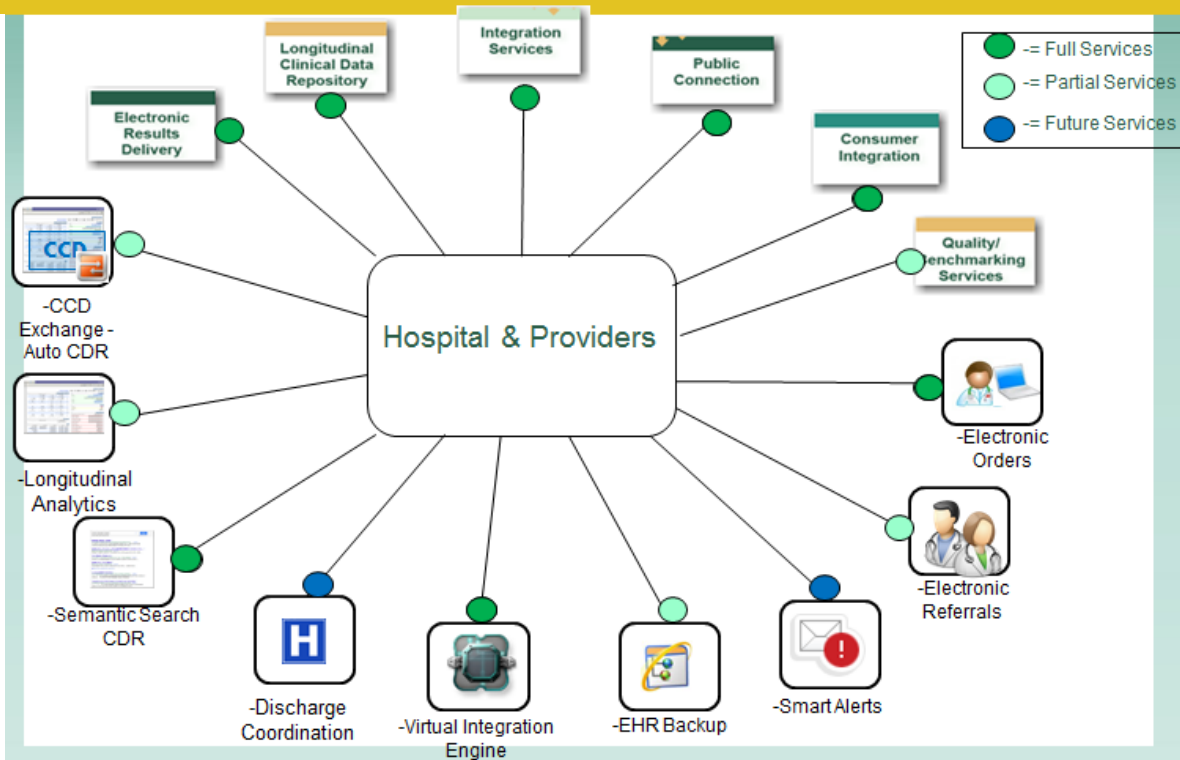 Integration
Services
Longitudinal
Clinical Data
Repository
Public
Connection
Electronic
Results
Delivery
Consumer
Integration
Quality/
Benchmarking
Services
-= Full Services
-= Partial Services
-= Future Services
Hospital & Providers
CCD
-CCD
Exchange -
Auto CDR
-Longitudinal
Analytics
-Semantic Search
CDR
H
-Discharge
Coordination
-Virtual Integration
Engine
-EHR Backup
!
-Smart Alerts
-Electronic
Referrals
-Electronic
Orders